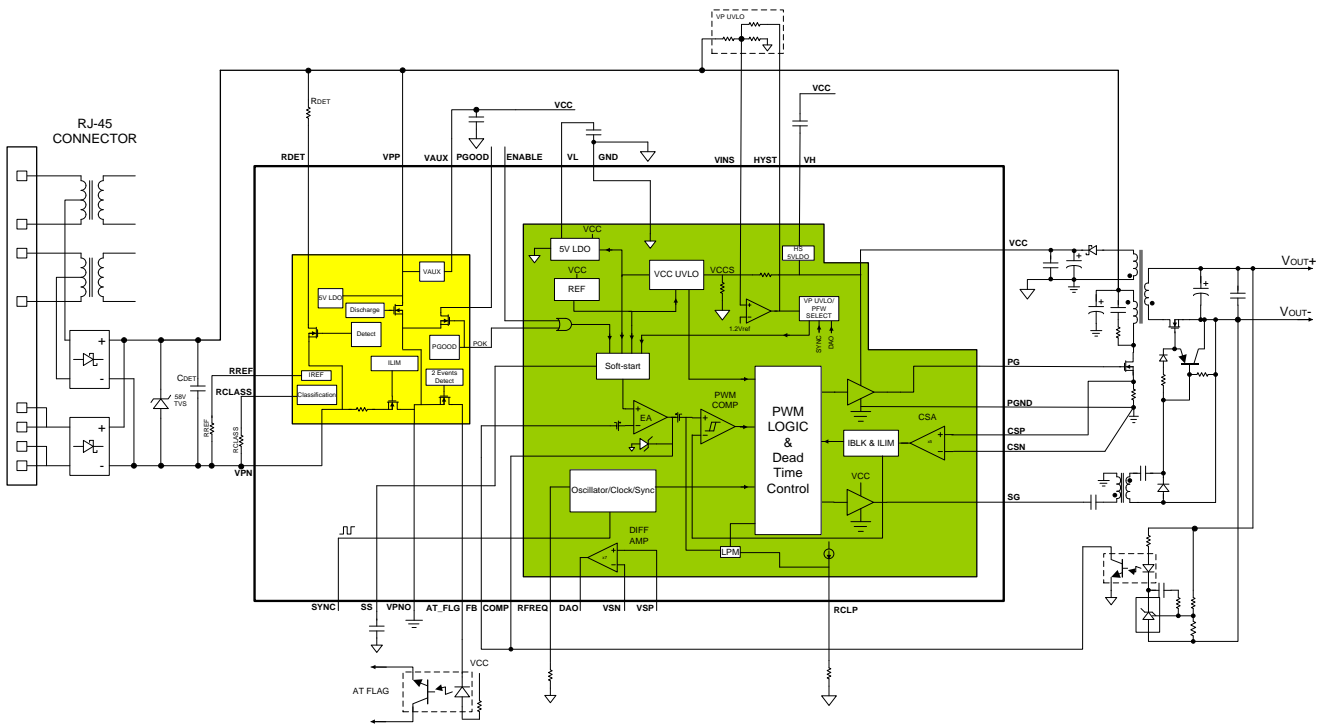 VP UVLO
RDET
VCC
VCC
RJ-45
CONNECTOR
RDET
VPP
VAUX
PGOOD
ENABLE
VL
GND
VINS
HYST
VH
VCC
VCC
5V LDO
HS
5VLDO
VAUX
VCC
VCC UVLO
VCCS
5V LDO
REF
Discharge
VP UVLO/
PFW
SELECT
1.2Vref
Detect
PGOOD
POK
SYNC
DAO
VOUT+
VOUT-
ILIM
Soft-start
PG
RREF
IREF
2 Events
Detect
CDET
58V
TVS
RCLASS
Classification
PWM
COMP
PWM
LOGIC
&
Dead
Time
Control
PGND
EA
CSA
CSP
RREF
RCLASS
IBLK & ILIM
CSN
VPN
Oscillator/Clock/Sync
VCC
SG
DIFF
AMP
LPM
SYNC
SS
VPNO
AT_FLG
FB
COMP
RFREQ
DAO
VSN
VSP
RCLP
VCC
AT FLAG